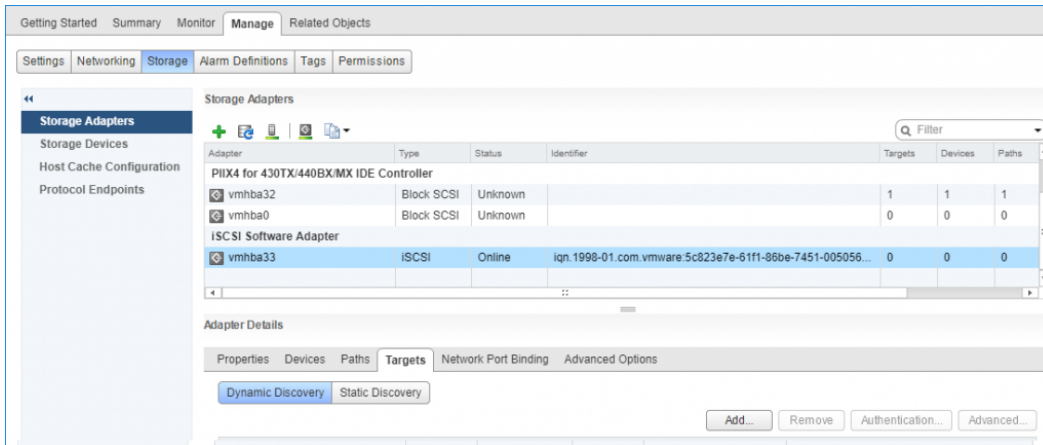 Getting Started Summary Monitor Manage Related Objects
Settings Networking Storage Alarm Definitions Tags Permissions
Storage Adapters
Storage Devices
Host Cache Configuration
Protocol Endpoints
Storage Adapters
Filter
Adapter Type Status Identifier Targets Devices Paths
PIIX4 for 430TX/440BX/MX IDE Controller
vmhba32 Block SCSI Unknown 1 1 1
vmhba0 Block SCSI Unknown 0 0 0
iSCSI Software Adapter
vmhba33 iSCSI Online iqn.1998-01.com.vmware:5c823e7e-61f1-86be-7451-005056... 0 0 0
Adapter Details
Properties Devices Paths Targets Network Port Binding Advanced Options
Dynamic Discovery Static Discovery
Add... Remove Authentication... Advanced...